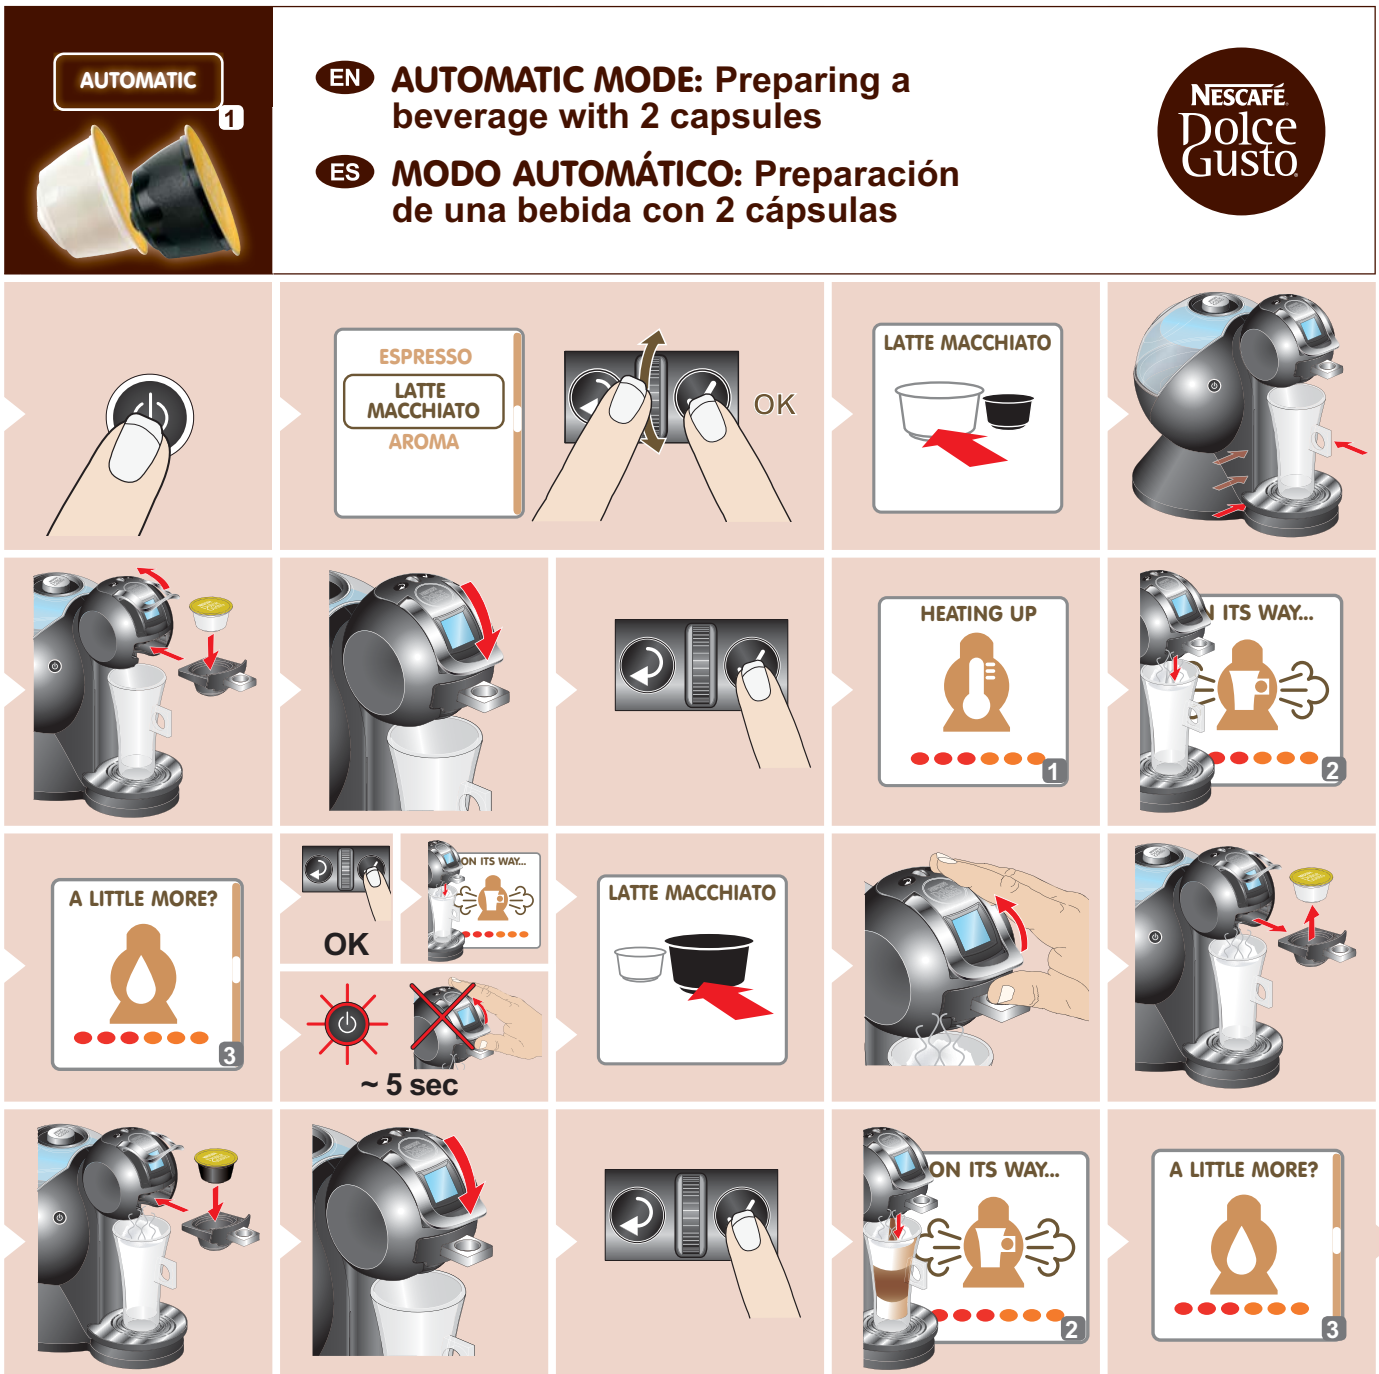 AUTOMATIC
1
EN AUTOMATIC MODE: Preparing a
beverage with 2 capsules
ES MODO AUTOMÁTICO: Preparación
de una bebida con 2 cápsulas
NESCAFÉ
Dolce
Gusto
ESPRESSO
LATTE
MACCHIATO
AROMA
OK
LATTE MACCHIATO
HEATING UP
1
N ITS WAY...
2
A LITTLE MORE?
3
OK
ON ITS WAY...
~ 5 sec
LATTE MACCHIATO
ON ITS WAY...
2
A LITTLE MORE?
3